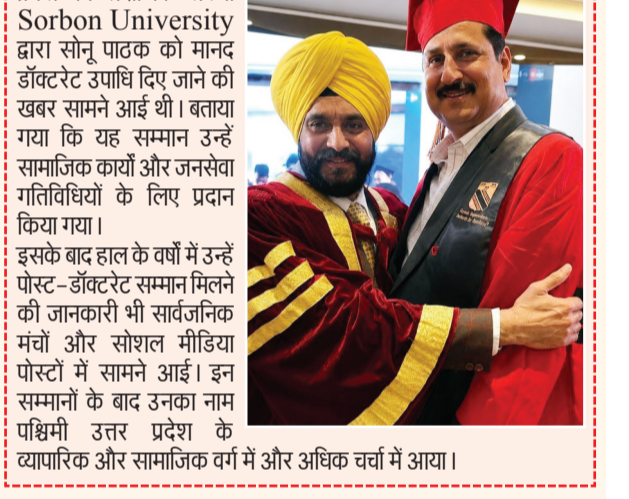 Sorbon University
द्वारा सोनू पाठक को मानद
डॉक्टरेट उपाधि दिए जाने की
खबर सामने आई थी। बताया
गया कि यह सम्मान उन्हें
सामाजिक कार्यों और जनसेवा
गतिविधियों के लिए प्रदान
किया गया।
इसके बाद हाल के वर्षों में उन्हें
पोस्ट-डॉक्टरेट सम्मान मिलने
की जानकारी भी सार्वजनिक
मंचों और सोशल मीडिया
पोस्टों में सामने आई। इन
सम्मानों के बाद उनका नाम
पश्चिमी उत्तर प्रदेश के
व्यापारिक और सामाजिक वर्ग में और अधिक चर्चा में आया।